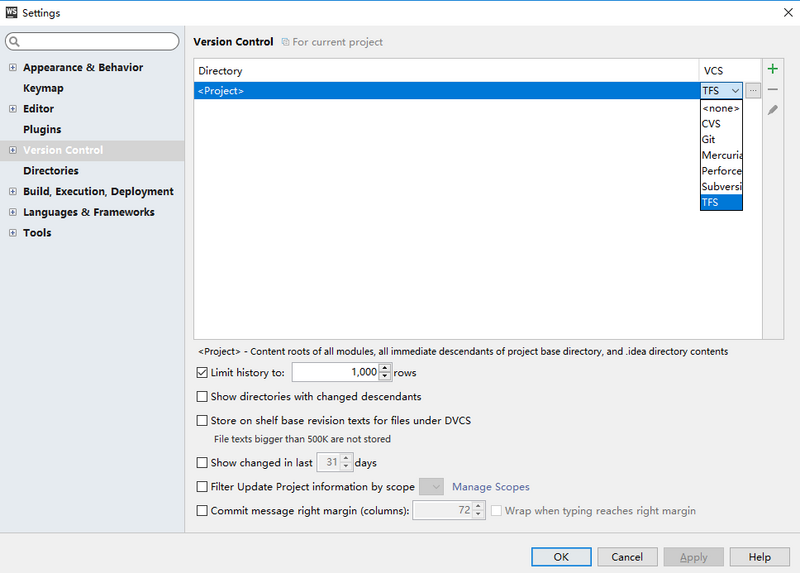 WS Settings
Appearance & Behavior
Keymap
Editor
Plugins
Version Control
Directories
Build, Execution, Deployment
Languages & Frameworks
Tools
Version Control For current project
Directory VCS
<Project> TFS ...
<none>
CVS
Git
Mercuria
Perforce
Subversi
TFS
<Project> - Content roots of all modules, all immediate descendants of project base directory, and .idea directory contents
Limit history to: 1,000 rows
Show directories with changed descendants
Store on shelf base revision texts for files under DVCS
File texts bigger than 500K are not stored
Show changed in last 31 days
Filter Update Project information by scope Manage Scopes
Commit message right margin (columns): 72 Wrap when typing reaches right margin
OK Cancel Apply Help